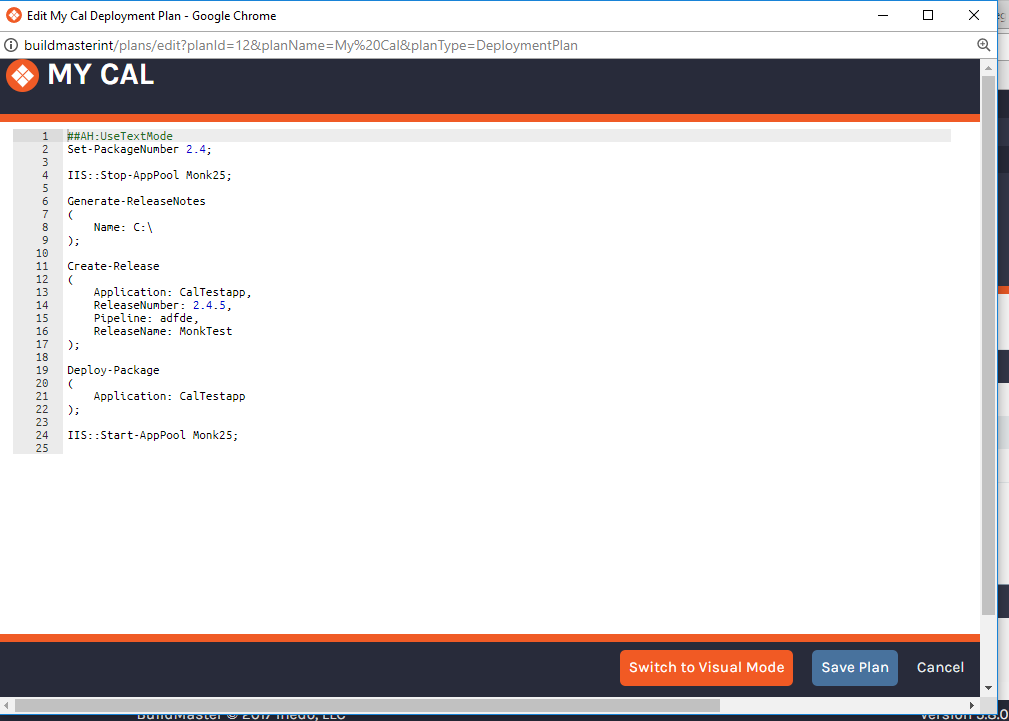 Edit My Cal Deployment Plan - Google Chrome
buildmasterint/plans/edit?planId=12&planName=My%20Cal&planType=DeploymentPlan
MY CAL
1 ##AH:UseTextMode
2 Set-PackageNumber 2.4;
3
4 IIS::Stop-AppPool Monk25;
5
6 Generate-ReleaseNotes
7 (
8 Name: C:\
9 );
10
11 Create-Release
12 (
13 Application: CalTestapp,
14 ReleaseNumber: 2.4.5,
15 Pipeline: adfde,
16 ReleaseName: MonkTest
17 );
18
19 Deploy-Package
20 (
21 Application: CalTestapp
22 );
23
24 IIS::Start-AppPool Monk25;
25
Switch to Visual Mode Save Plan Cancel
BuildMaster © 2017 Inedo, LLC